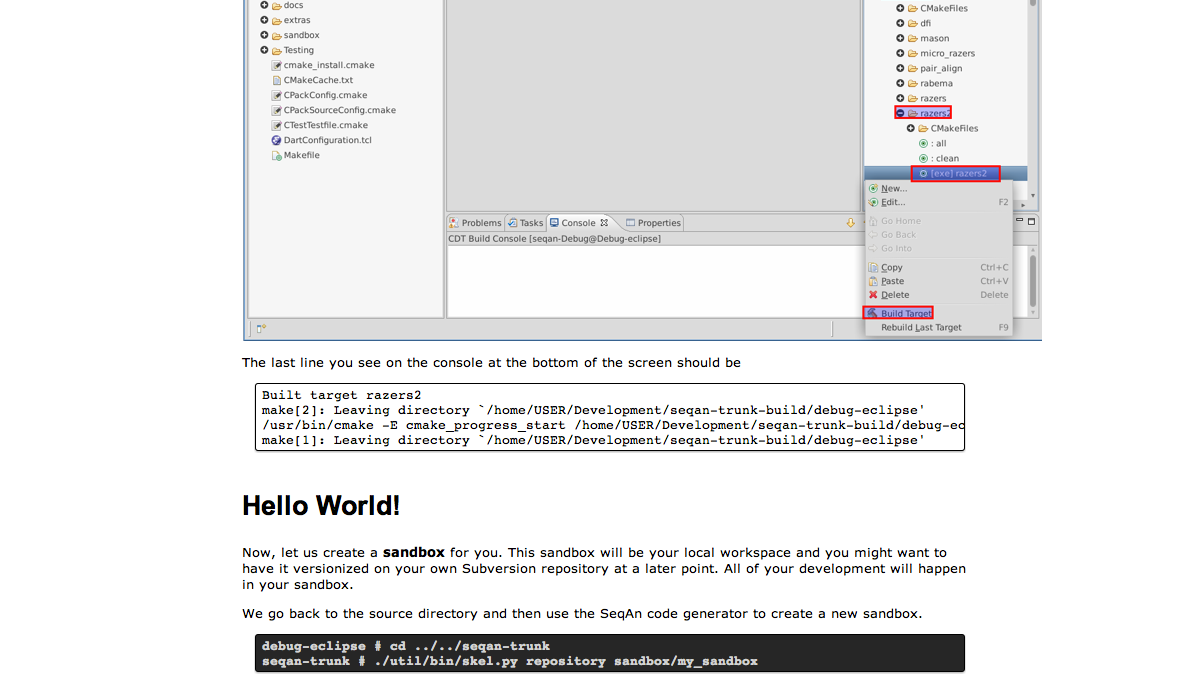 docs
extras
sandbox
Testing
cmake_install.cmake
CMakeCache.txt
CPackConfig.cmake
CPackSourceConfig.cmake
CTestTestfile.cmake
DartConfiguration.tcl
Makefile
CMakeFiles
dfi
mason
micro_razers
pair_align
rabema
razers
razers2
CMakeFiles
: all
: clean
[exe] razers2
New...
Edit... F2
Go Home
Go Back
Go Into
Copy Ctrl+C
Paste Ctrl+V
Delete Delete
Build Target
Rebuild Last Target F9
Problems Tasks Console Properties
CDT Build Console [seqan-Debug@Debug-eclipse]
The last line you see on the console at the bottom of the screen should be
Built target razers2
make[2]: Leaving directory `/home/USER/Development/seqan-trunk-build/debug-eclipse'
/usr/bin/cmake -E cmake_progress_start /home/USER/Development/seqan-trunk-build/debug-ec
make[1]: Leaving directory `/home/USER/Development/seqan-trunk-build/debug-eclipse'
Hello World!
Now, let us create a sandbox for you. This sandbox will be your local workspace and you might want to
have it versionized on your own Subversion repository at a later point. All of your development will happen
in your sandbox.
We go back to the source directory and then use the SeqAn code generator to create a new sandbox.
debug-eclipse # cd ../../seqan-trunk
seqan-trunk # ./util/bin/skel.py repository sandbox/my_sandbox